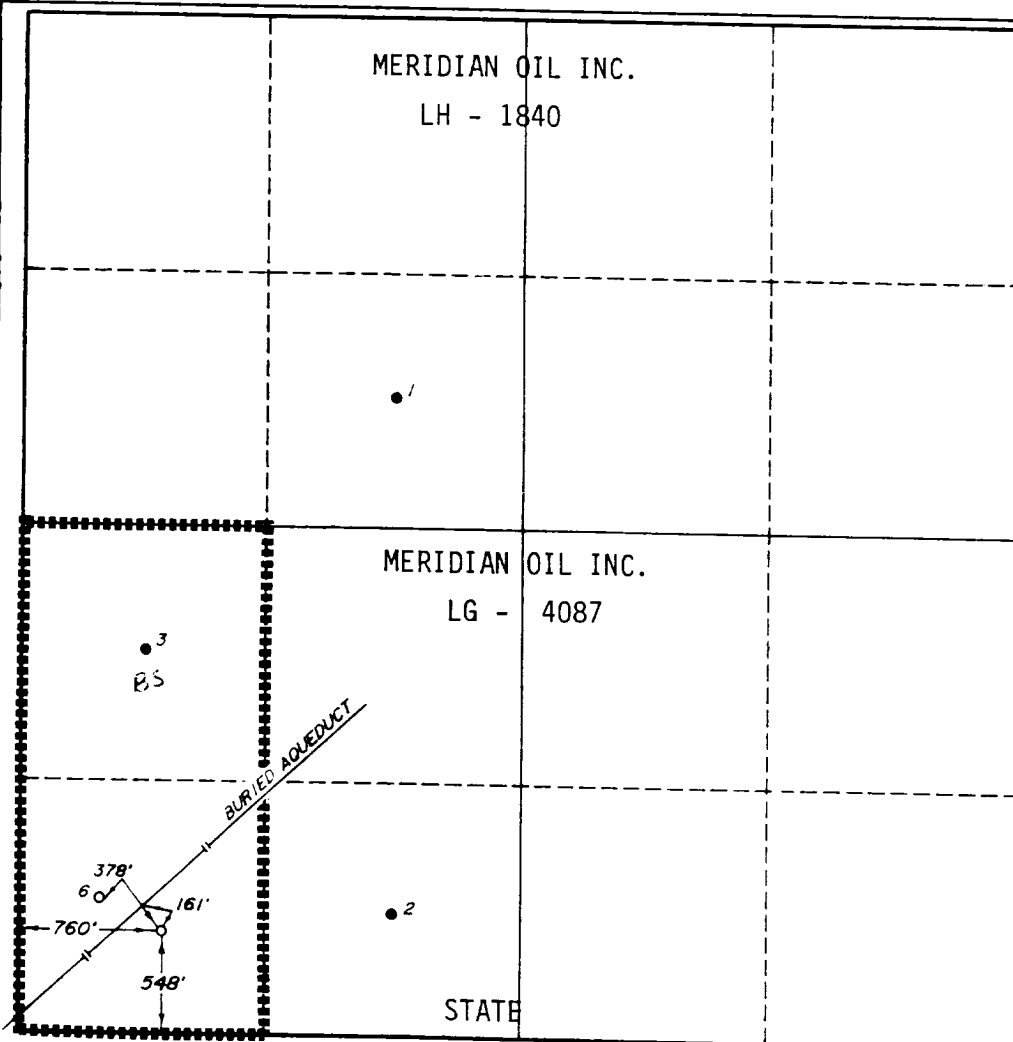 MERIDIAN OIL INC.
LH - 1840
1
MERIDIAN OIL INC.
LG - 4087
3
BS
BURIED AQUEDUCT
378'
6
161'
760'
2
548'
STATE